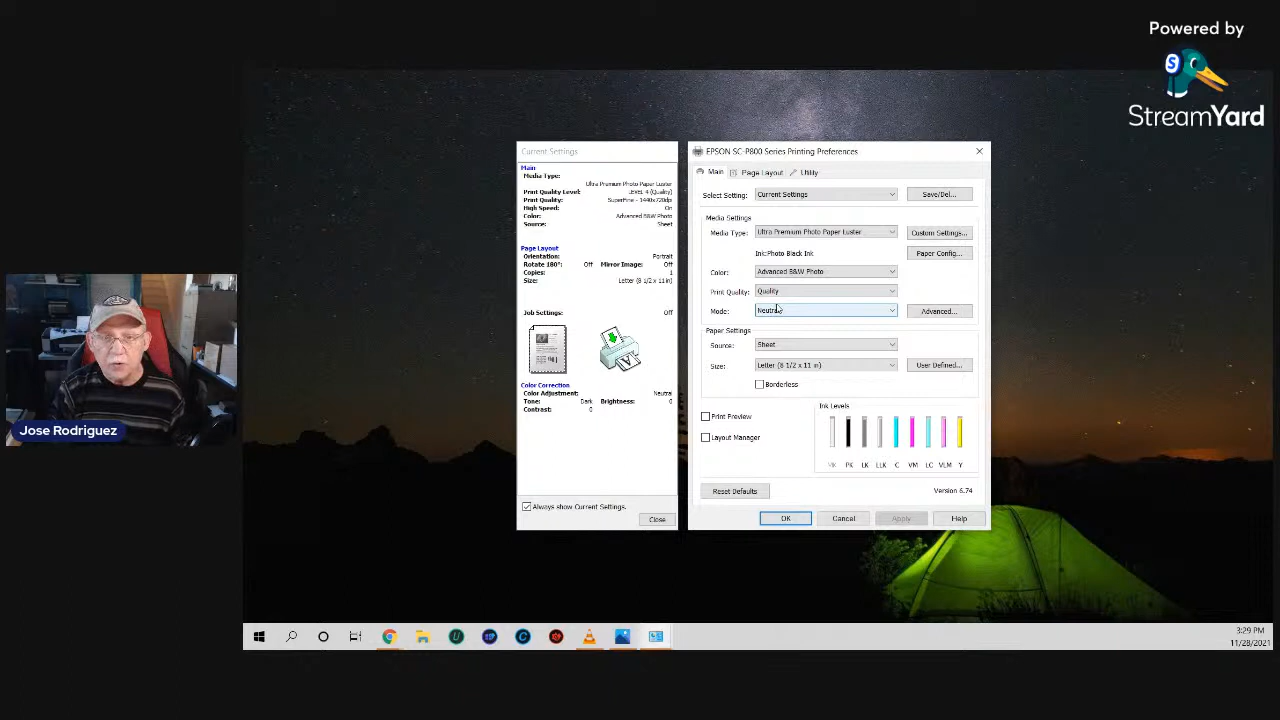 Powered by
StreamYard
Jose Rodriguez
Current Settings
Main
Media Type:
Ultra Premium Photo Paper Luster
Print Quality Level: LEVEL 4 (Quality)
Print Quality: SuperFine - 1440x720dpi
High Speed: On
Color: Advanced B&W Photo
Source: Sheet
Page Layout
Orientation: Portrait
Rotate 180°: Off Mirror Image: Off
Copies: 1
Size: Letter (8 1/2 x 11 in)
Job Settings: Off
Color Correction
Color Adjustment: Neutral
Tone: Dark Brightness: 0
Contrast: 0
Always show Current Settings.
Close
EPSON SC-P800 Series Printing Preferences
Main Page Layout Utility
Select Setting: Current Settings Save/Del...
Media Settings
Media Type: Ultra Premium Photo Paper Luster Custom Settings...
Ink:Photo Black Ink Paper Config...
Color: Advanced B&W Photo
Print Quality: Quality
Mode: Neutral Advanced...
Paper Settings
Source: Sheet
Size: Letter (8 1/2 x 11 in) User Defined...
Borderless
Print Preview
Layout Manager
Ink Levels
MK PK LK LLK C VM LC VLM Y
Reset Defaults Version 6.74
OK Cancel Apply Help
3:29 PM
11/28/2021